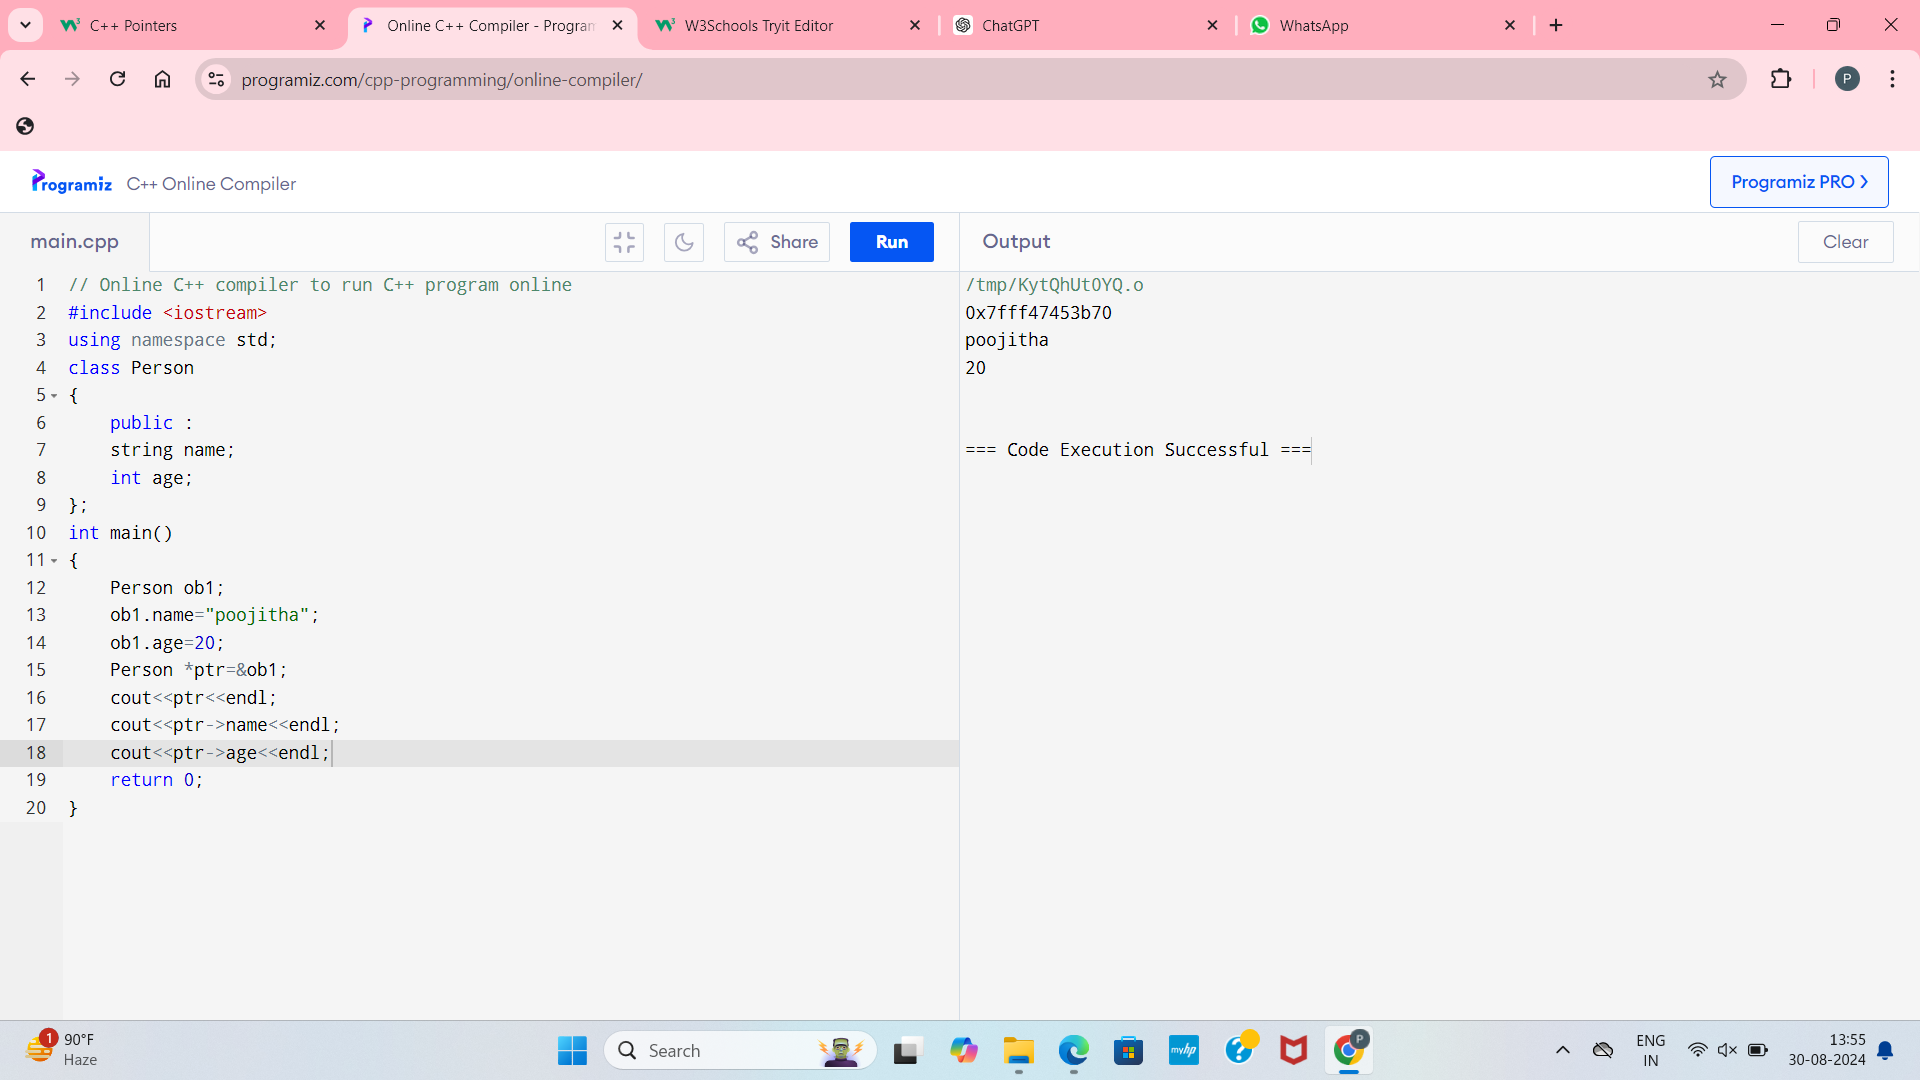 C++ Pointers
Online C++ Compiler - Program
W3Schools Tryit Editor
ChatGPT
WhatsApp
programiz.com/cpp-programming/online-compiler/
P
Programiz C++ Online Compiler
Programiz PRO
main.cpp
Share
Run
Output
Clear
1 // Online C++ compiler to run C++ program online
2 #include <iostream>
3 using namespace std;
4 class Person
5 {
6 public :
7 string name;
8 int age;
9 };
10 int main()
11 {
12 Person ob1;
13 ob1.name="poojitha";
14 ob1.age=20;
15 Person *ptr=&ob1;
16 cout<<ptr<<endl;
17 cout<<ptr->name<<endl;
18 cout<<ptr->age<<endl;
19 return 0;
20 }
/tmp/KytQhUt0YQ.o
0x7fff47453b70
poojitha
20
=== Code Execution Successful ===
1
90°F
Haze
Search
myhp
P
ENG
IN
13:55
30-08-2024